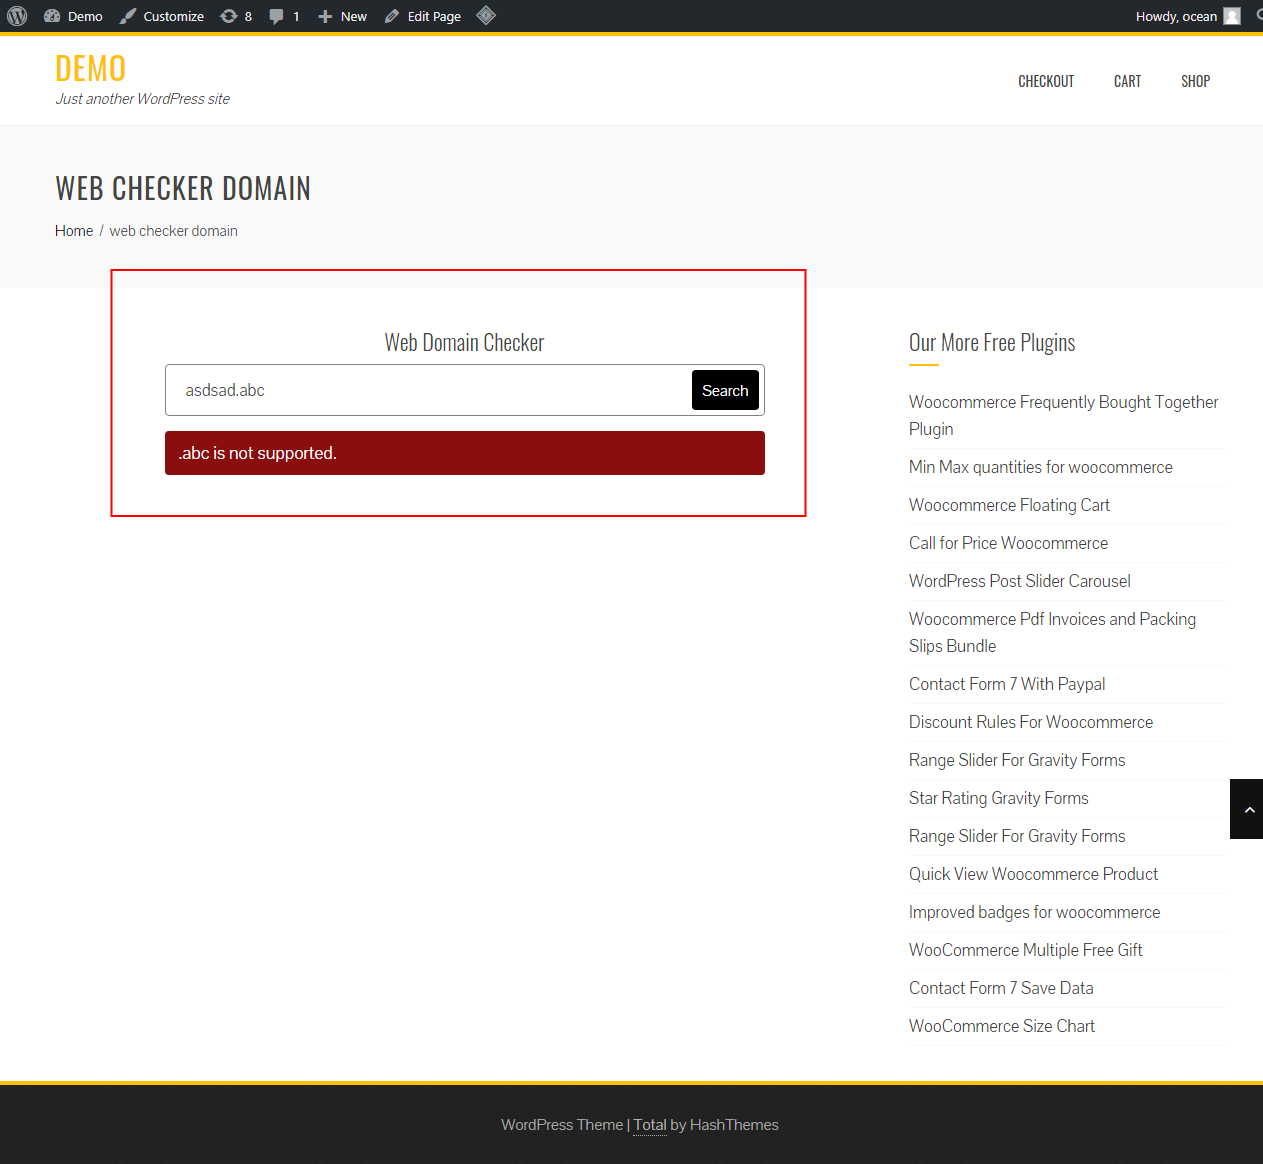 Demo Customize 8 1 New Edit Page Howdy, ocean
DEMO
Just another WordPress site
CHECKOUT CART SHOP
WEB CHECKER DOMAIN
Home / web checker domain
Web Domain Checker
asdsad.abc Search
.abc is not supported.
Our More Free Plugins
Woocommerce Frequently Bought Together
Plugin
Min Max quantities for woocommerce
Woocommerce Floating Cart
Call for Price Woocommerce
WordPress Post Slider Carousel
Woocommerce Pdf Invoices and Packing
Slips Bundle
Contact Form 7 With Paypal
Discount Rules For Woocommerce
Range Slider For Gravity Forms
Star Rating Gravity Forms
Range Slider For Gravity Forms
Quick View Woocommerce Product
Improved badges for woocommerce
WooCommerce Multiple Free Gift
Contact Form 7 Save Data
WooCommerce Size Chart
WordPress Theme | Total by HashThemes